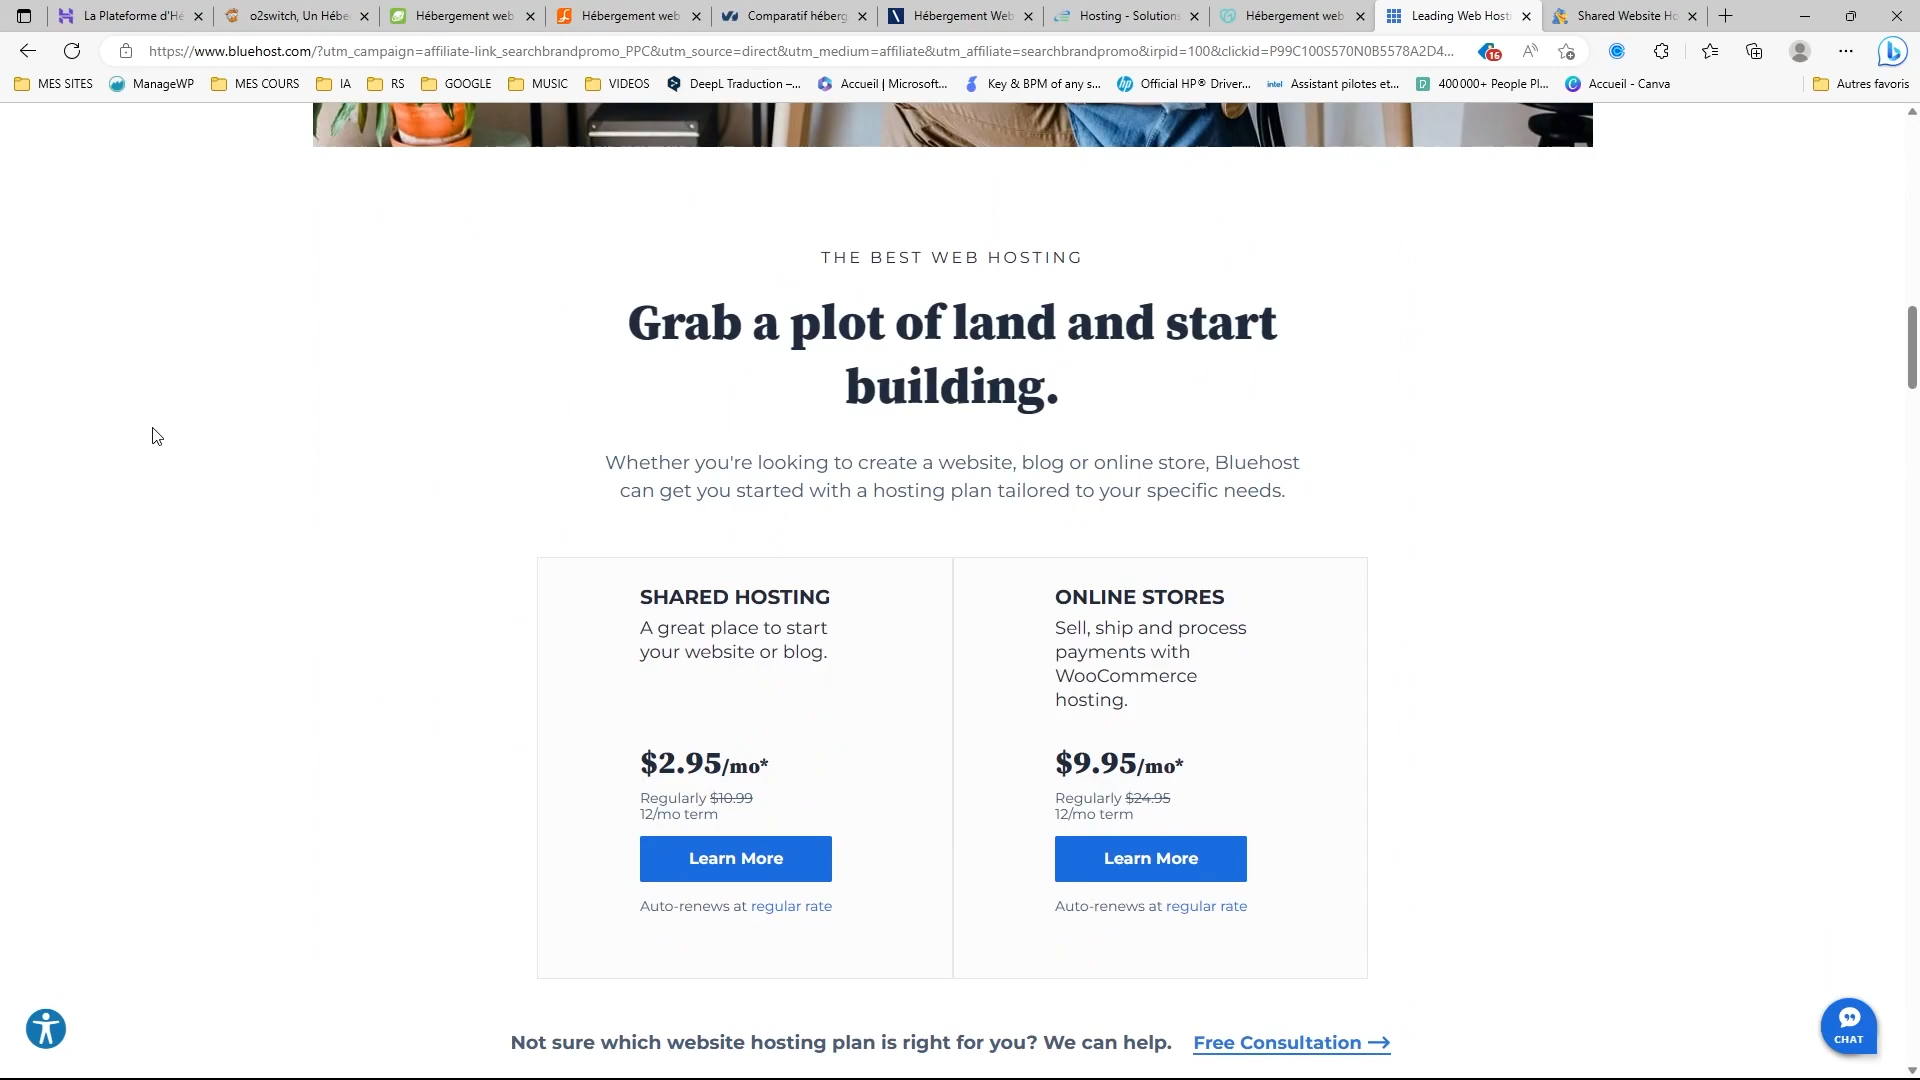 La Plateforme d'Hé
o2switch, Un Hébe
Hébergement web
Hébergement web
Comparatif héberg
Hébergement Web
Hosting - Solutions
Hébergement web
Leading Web Hosti
Shared Website Ho
https://www.bluehost.com/?utm_campaign=affiliate-link_searchbrandpromo_PPC&utm_source=direct&utm_medium=affiliate&utm_affiliate=searchbrandpromo&irpid=100&clickid=P99C100S570N0B5578A2D4...
16
MES SITES
ManageWP
MES COURS
IA
RS
GOOGLE
MUSIC
VIDEOS
DeepL Traduction –...
Accueil | Microsoft...
Key & BPM of any s...
Official HP® Driver...
Assistant pilotes et...
400000+ People Pl...
Accueil - Canva
Autres favoris
THE BEST WEB HOSTING
Grab a plot of land and start
building.
Whether you're looking to create a website, blog or online store, Bluehost
can get you started with a hosting plan tailored to your specific needs.
SHARED HOSTING
A great place to start
your website or blog.
$2.95/mo*
Regularly $10.99
12/mo term
Learn More
Auto-renews at regular rate
ONLINE STORES
Sell, ship and process
payments with
WooCommerce
hosting.
$9.95/mo*
Regularly $24.95
12/mo term
Learn More
Auto-renews at regular rate
Not sure which website hosting plan is right for you? We can help. Free Consultation →
CHAT